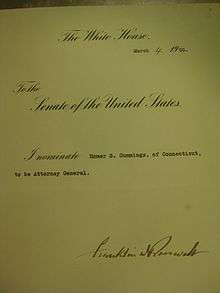 The White House.
March 4, 19
To the
Senate of the United States.
I nominate Homer S. Cummings, of Connecticut,
to be Attorney General.
Franklin D Roosevelt